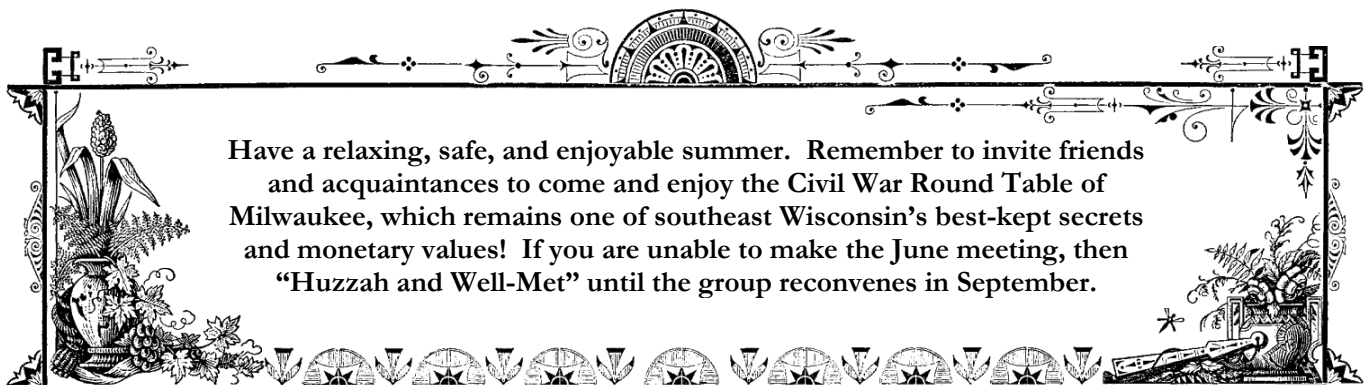 Have a relaxing, safe, and enjoyable summer.  Remember to invite friends
and acquaintances to come and enjoy the Civil War Round Table of
Milwaukee, which remains one of southeast Wisconsin’s best-kept secrets
and monetary values!  If you are unable to make the June meeting, then
“Huzzah and Well-Met” until the group reconvenes in September.